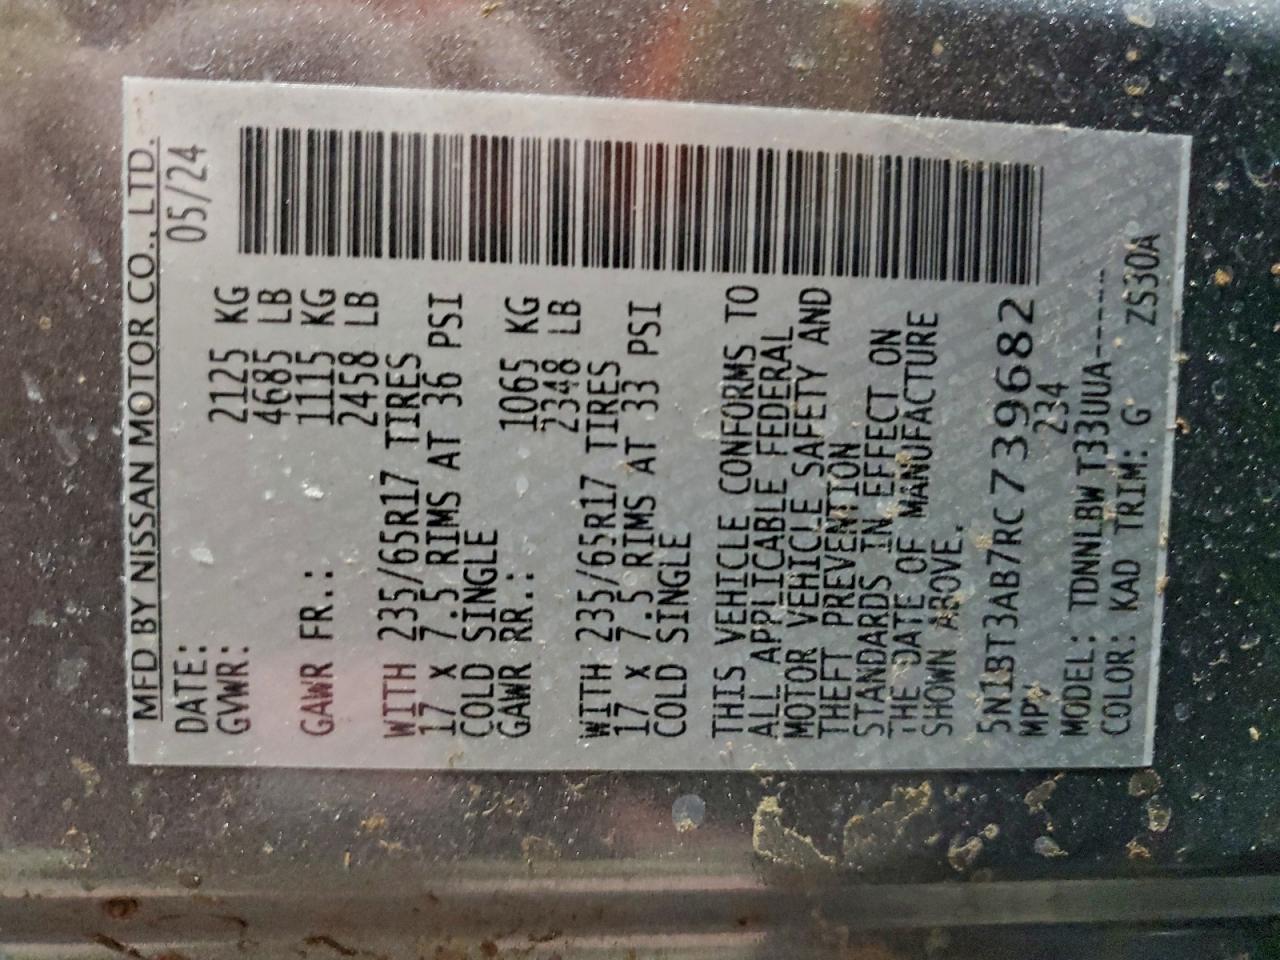 MFD BY NISSAN MOTOR CO., LTD.
DATE: 05/24
GVWR: 2125 KG
4685 LB
GAWR FR.: 1115 KG
2458 LB
WITH 235/65R17 TIRES
17 x 7.5 RIMS AT 36 PSI
COLD SINGLE
GAWR RR.: 1065 KG
2348 LB
WITH 235/65R17 TIRES
17 x 7.5 RIMS AT 33 PSI
COLD SINGLE
THIS VEHICLE CONFORMS TO
ALL APPLICABLE FEDERAL
MOTOR VEHICLE SAFETY AND
THEFT PREVENTION
STANDARDS IN EFFECT ON
THE DATE OF MANUFACTURE
SHOWN ABOVE.
5N1BT3AB7RC739682
MPV 234
MODEL: TDNNLBW T33UUA------
COLOR: KAD TRIM: G ZS30A